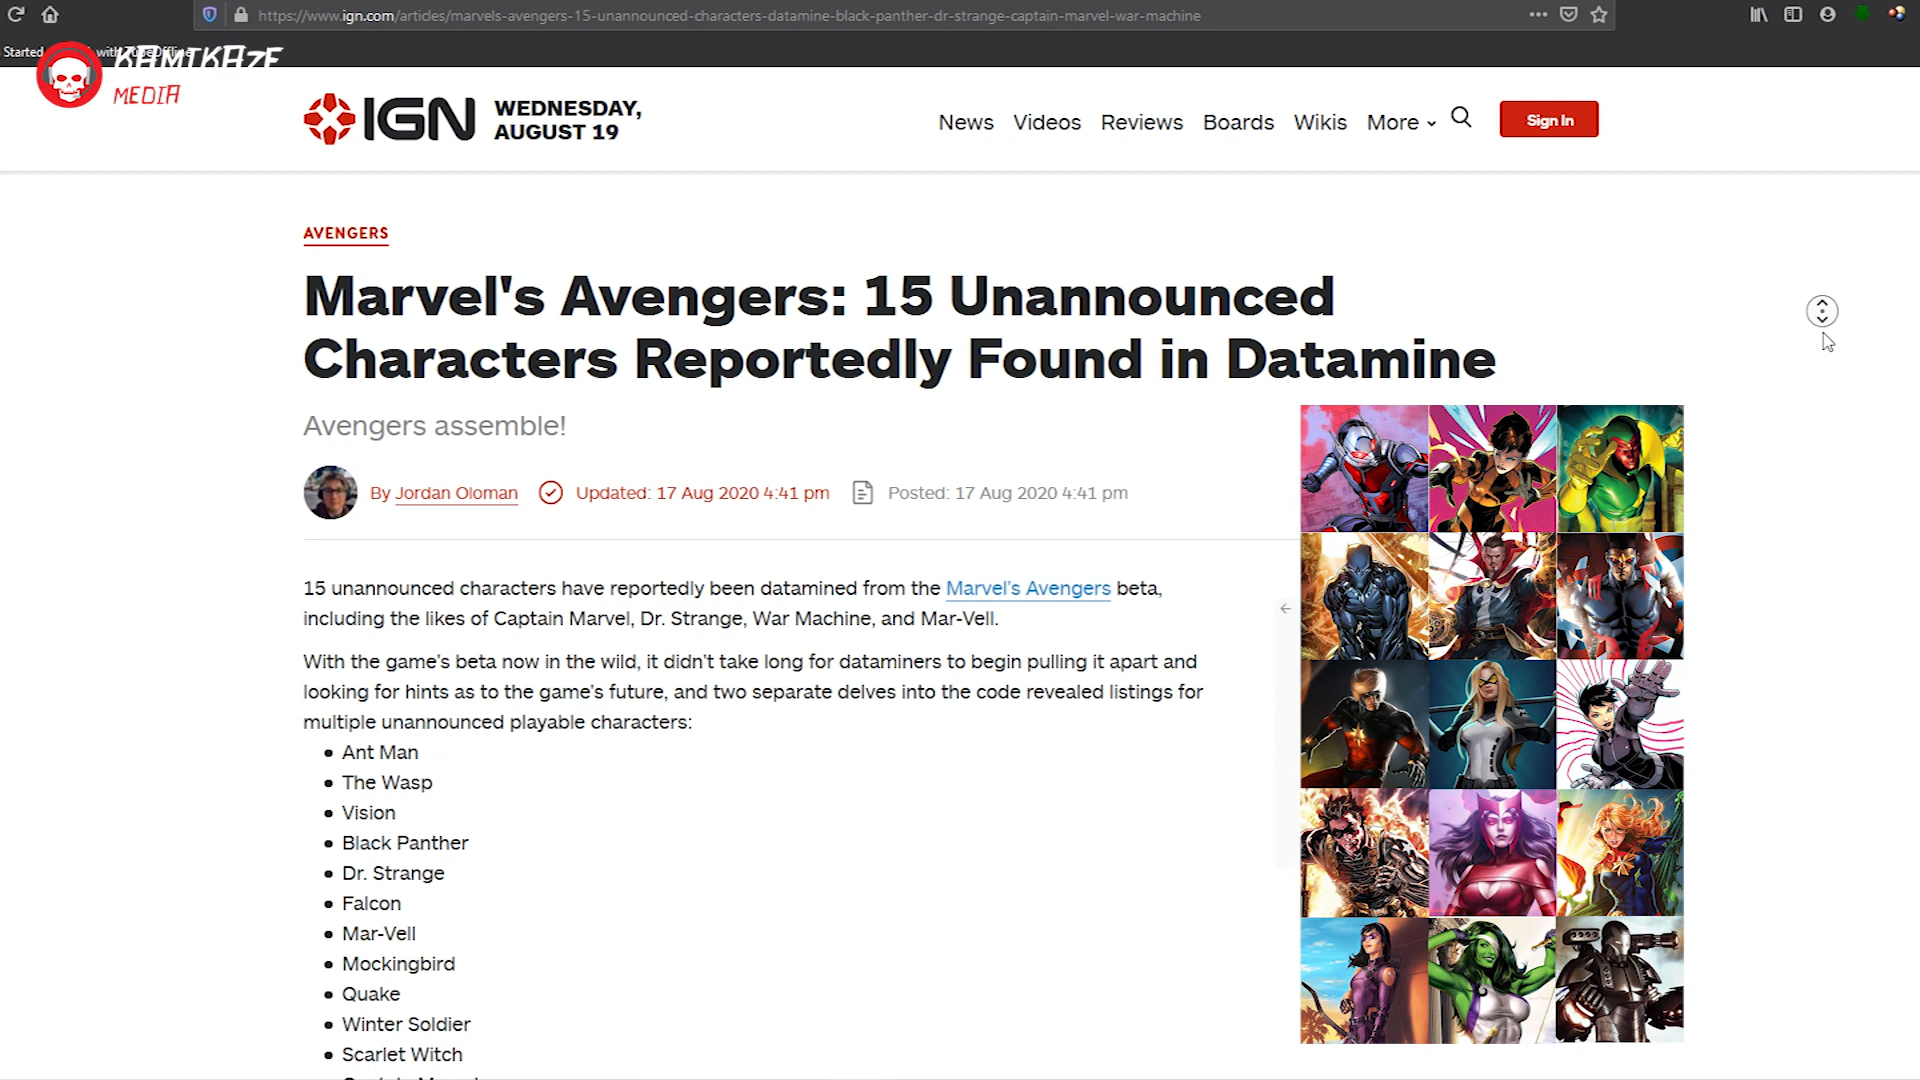 https://www.ign.com/articles/marvels-avengers-15-unannounced-characters-datamine-black-panther-dr-strange-captain-marvel-war-machine
Started with TubeOffline
KAMIKAZE
MEDIA
IGN
WEDNESDAY,
AUGUST 19
News Videos Reviews Boards Wikis More Sign In
AVENGERS
Marvel's Avengers: 15 Unannounced
Characters Reportedly Found in Datamine
Avengers assemble!
By Jordan Oloman Updated: 17 Aug 2020 4:41 pm Posted: 17 Aug 2020 4:41 pm
15 unannounced characters have reportedly been datamined from the Marvel's Avengers beta,
including the likes of Captain Marvel, Dr. Strange, War Machine, and Mar-Vell.
With the game's beta now in the wild, it didn't take long for dataminers to begin pulling it apart and
looking for hints as to the game's future, and two separate delves into the code revealed listings for
multiple unannounced playable characters:
Ant Man
The Wasp
Vision
Black Panther
Dr. Strange
Falcon
Mar-Vell
Mockingbird
Quake
Winter Soldier
Scarlet Witch